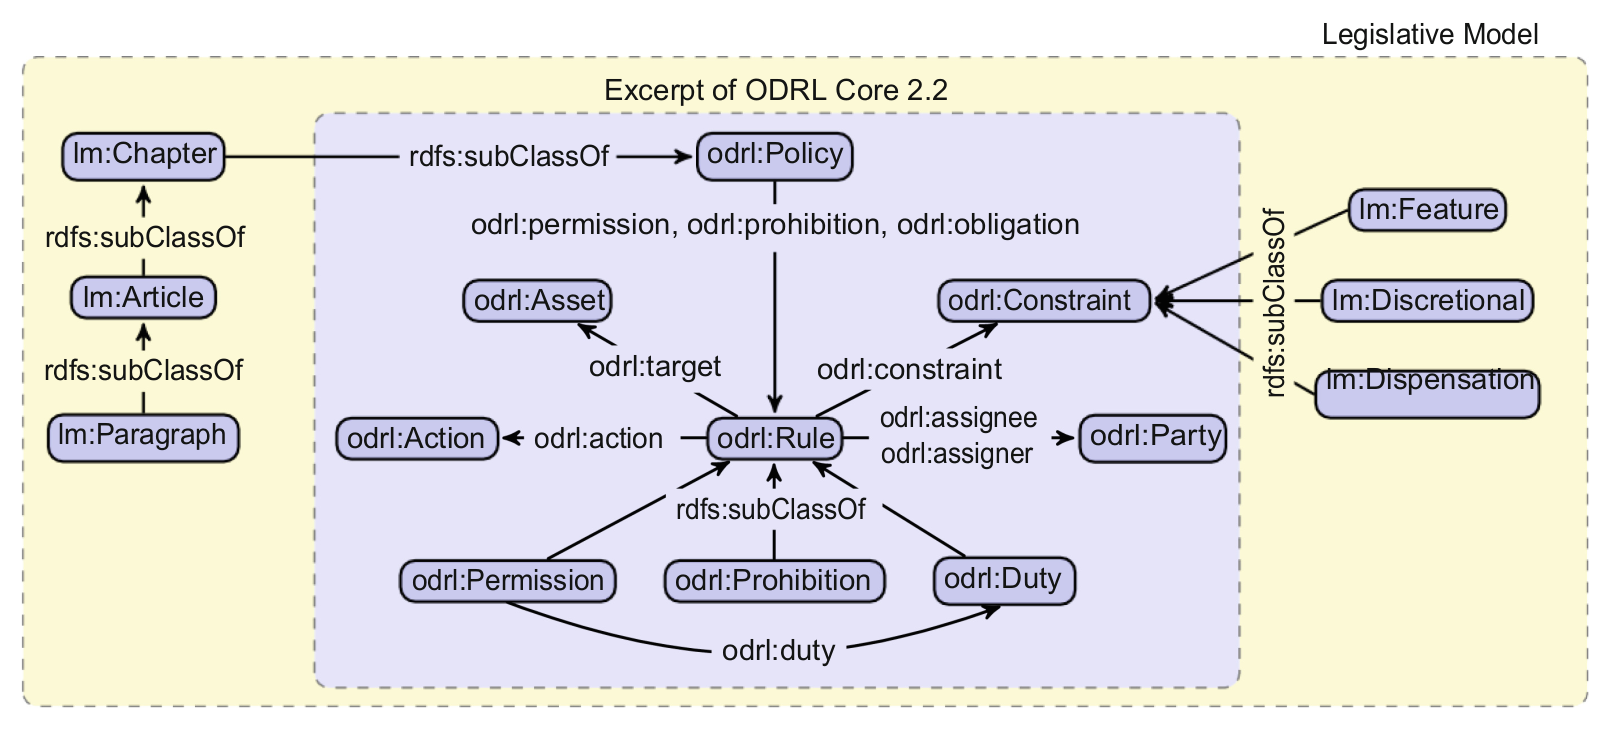 Legislative Model
Excerpt of ODRL Core 2.2
lm:Chapter
rdfs:subClassOf
odrl:Policy
lm:Feature
odrl:permission, odrl:prohibition, odrl:obligation
rdfs:subClassOf
rdfs:subClassOf
lm:Article
odrl:Asset
odrl:Constraint
lm:Discretional
rdfs:subClassOf
odrl:target
odrl:constraint
lm:Dispensation
lm:Paragraph
odrl:Action
odrl:action
odrl:Rule
odrl:assignee
odrl:assigner
odrl:Party
rdfs:subClassOf
odrl:Permission
odrl:Prohibition
odrl:Duty
odrl:duty